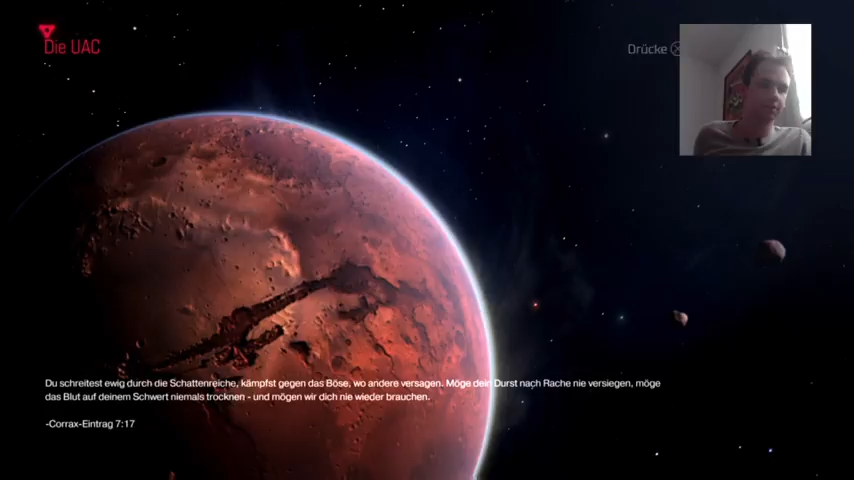 Die UAC
Drücke
Du schreitest ewig durch die Schattenreiche, kämpfst gegen das Böse, wo andere versagen. Möge dein Durst nach Rache nie versiegen, möge
das Blut auf deinem Schwert niemals trocknen - und mögen wir dich nie wieder brauchen.
-Corrax-Eintrag 7:17